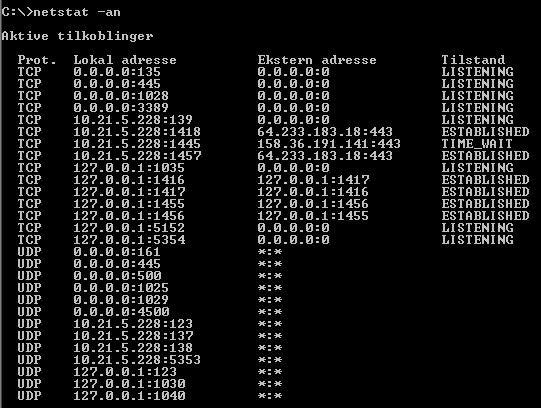 C:\>netstat -an
Aktive tilkoblinger
Prot. Lokal adresse Ekstern adresse Tilstand
TCP 0.0.0.0:135 0.0.0.0:0 LISTENING
TCP 0.0.0.0:445 0.0.0.0:0 LISTENING
TCP 0.0.0.0:1028 0.0.0.0:0 LISTENING
TCP 0.0.0.0:3389 0.0.0.0:0 LISTENING
TCP 10.21.5.228:139 0.0.0.0:0 LISTENING
TCP 10.21.5.228:1418 64.233.183.18:443 ESTABLISHED
TCP 10.21.5.228:1445 158.36.191.141:443 TIME_WAIT
TCP 10.21.5.228:1457 64.233.183.18:443 ESTABLISHED
TCP 127.0.0.1:1035 0.0.0.0:0 LISTENING
TCP 127.0.0.1:1416 127.0.0.1:1417 ESTABLISHED
TCP 127.0.0.1:1417 127.0.0.1:1416 ESTABLISHED
TCP 127.0.0.1:1455 127.0.0.1:1456 ESTABLISHED
TCP 127.0.0.1:1456 127.0.0.1:1455 ESTABLISHED
TCP 127.0.0.1:5152 0.0.0.0:0 LISTENING
TCP 127.0.0.1:5354 0.0.0.0:0 LISTENING
UDP 0.0.0.0:161 *:*
UDP 0.0.0.0:445 *:*
UDP 0.0.0.0:500 *:*
UDP 0.0.0.0:1025 *:*
UDP 0.0.0.0:1029 *:*
UDP 0.0.0.0:4500 *:*
UDP 10.21.5.228:123 *:*
UDP 10.21.5.228:137 *:*
UDP 10.21.5.228:138 *:*
UDP 10.21.5.228:5353 *:*
UDP 127.0.0.1:123 *:*
UDP 127.0.0.1:1030 *:*
UDP 127.0.0.1:1040 *:*